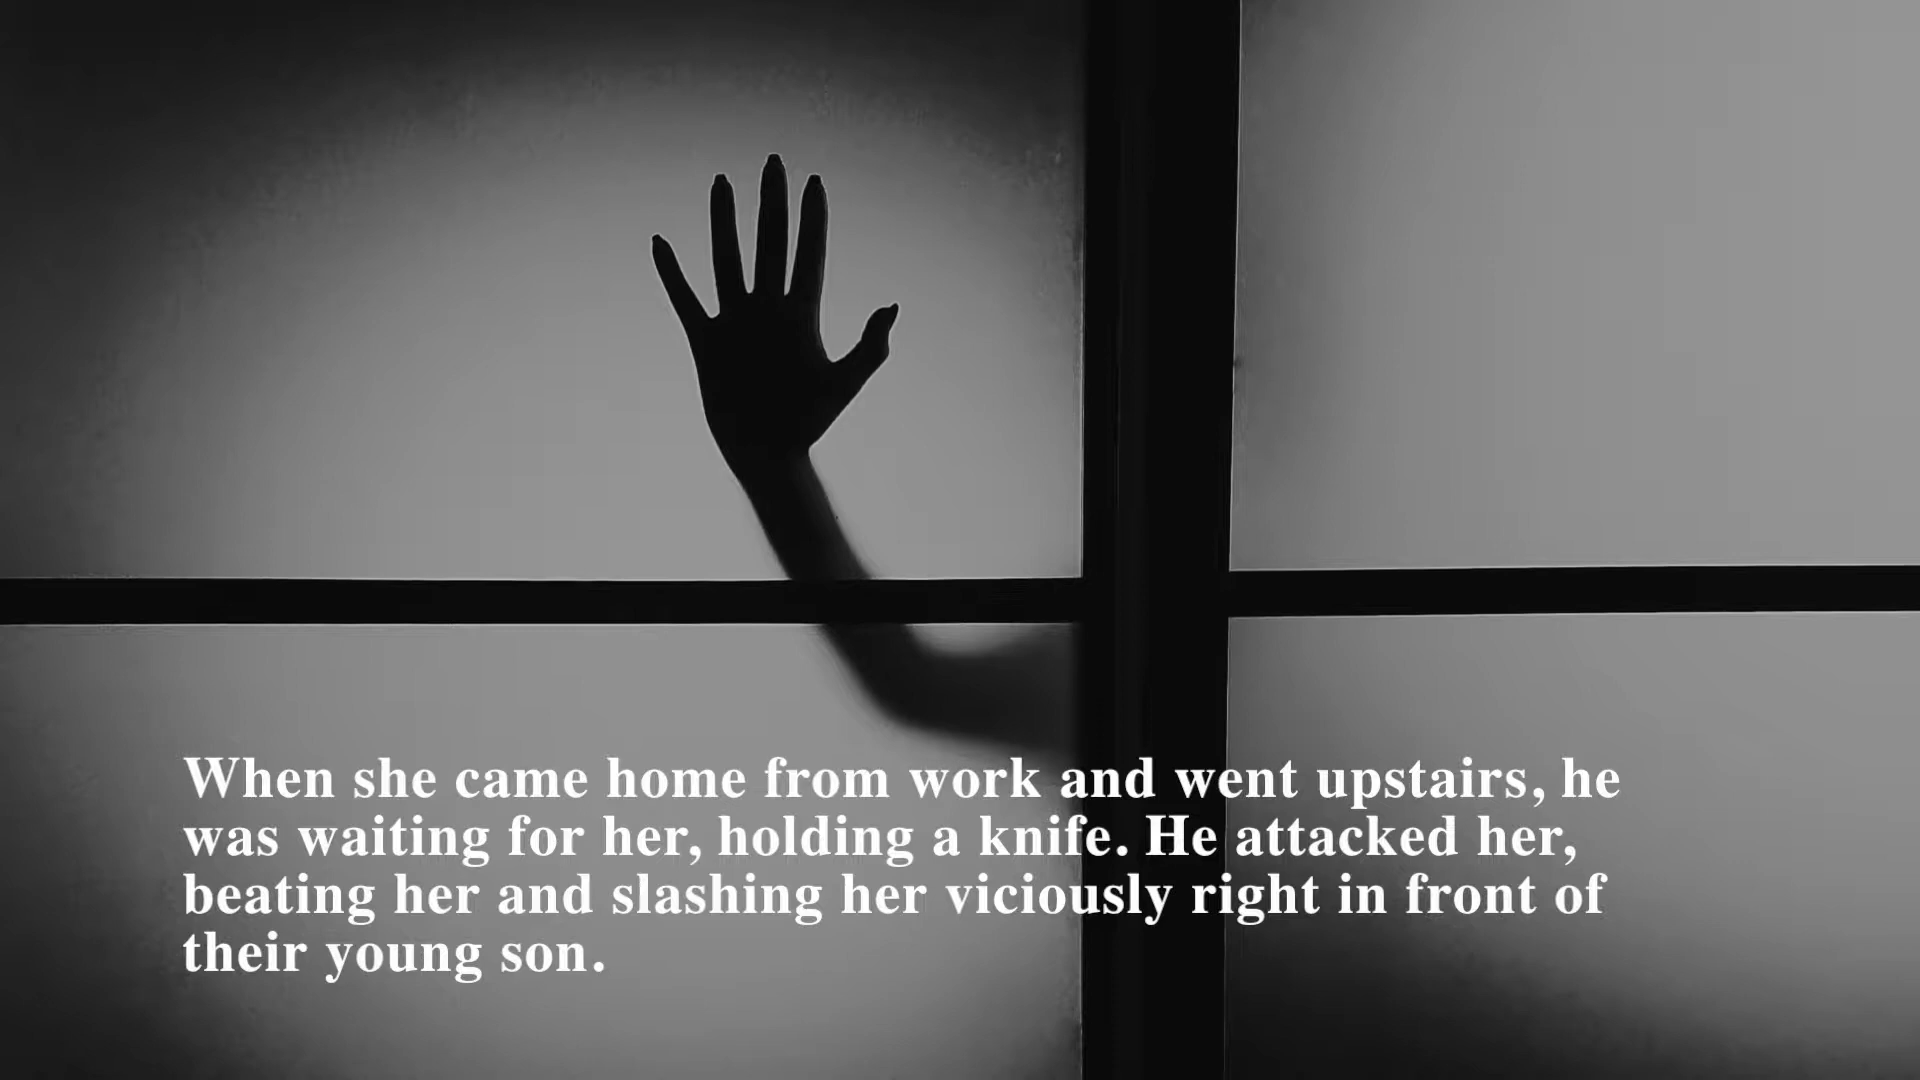 When she came home from work and went upstairs, he
was waiting for her, holding a knife. He attacked her,
beating her and slashing her viciously right in front of
their young son.